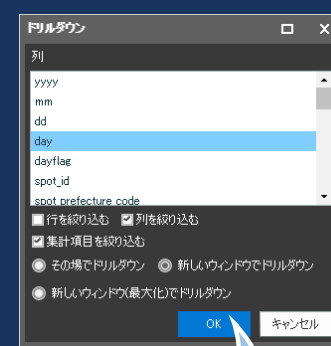 ドリルダウン
列
yyyy
mm
dd
day
dayflag
spot_id
spot prefecture code
行を絞り込む 列を絞り込む
集計項目を絞り込む
その場でドリルダウン 新しいウィンドウでドリルダウン
新しいウィンドウ(最大化)でドリルダウン
OK キャンセル